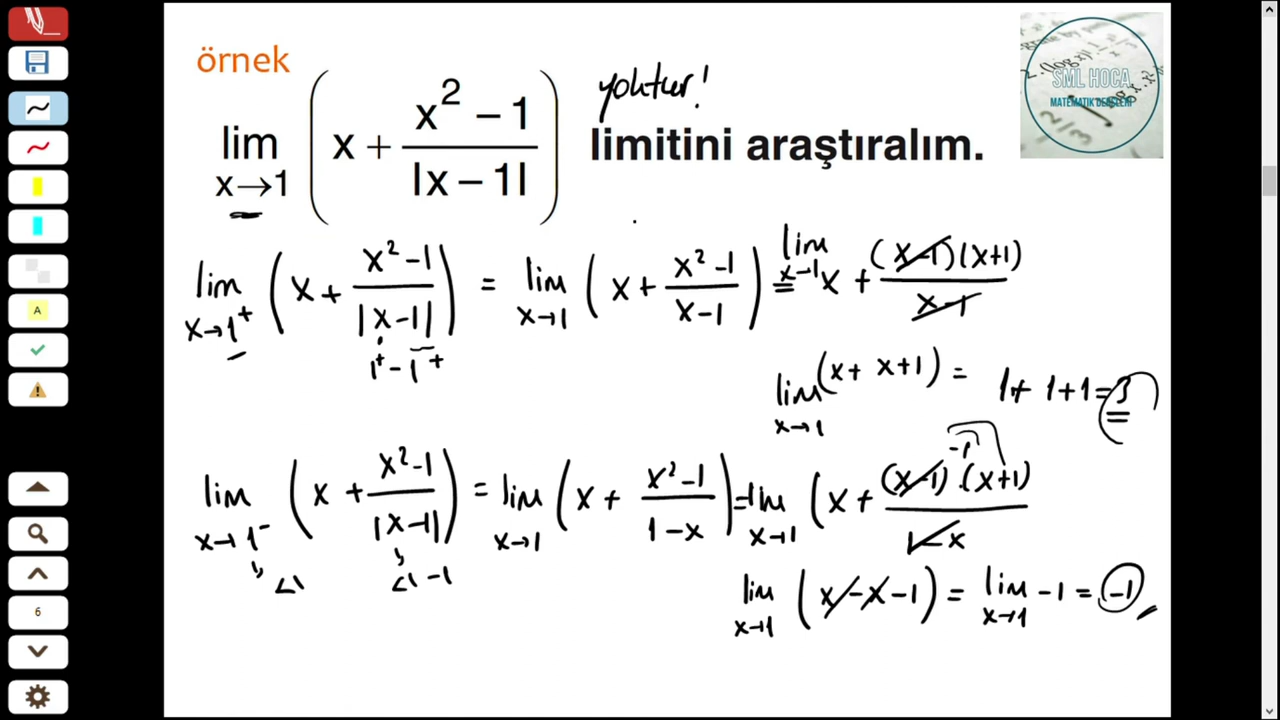 örnek
yoktur!
lim x→1 (x + (x² − 1)/|x − 1|) limitini araştıralım.
SML HOCA
MATEMATİK DERSLERİ
lim x→1⁺ (x + (x²−1)/|x−1|) = lim x→1 (x + (x²−1)/(x−1)) = lim x→1 x + (x−1)(x+1)/(x−1)
1⁺ − 1 +
lim x→1 (x + x+1) = 1 + 1+1 = 3
−1
lim x→1⁻ (x + (x²−1)/|x−1|) = lim x→1 (x + (x²−1)/(1−x)) = lim x→1 (x + (x−1).(x+1)/(1−x)
<1 <1 −1
lim x→1 (x−x−1) = lim x→1 −1 = −1
A
6